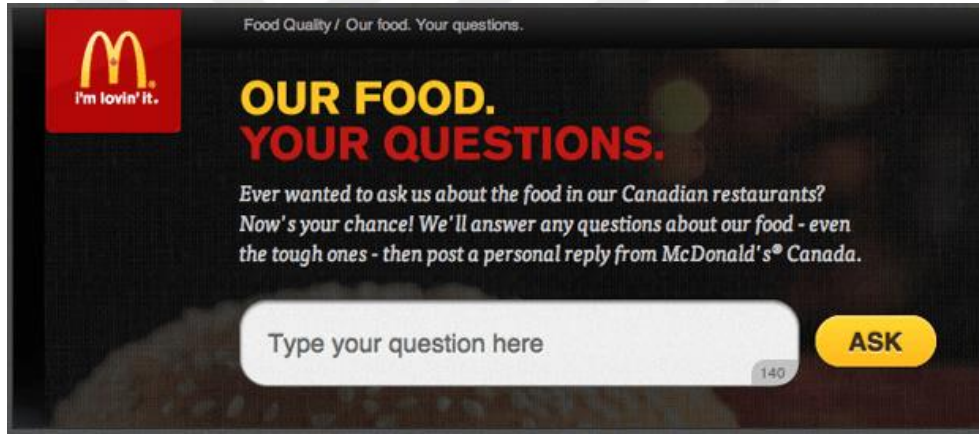 Food Quality / Our food. Your questions.
i'm lovin' it.
OUR FOOD.
YOUR QUESTIONS.
Ever wanted to ask us about the food in our Canadian restaurants?
Now's your chance! We'll answer any questions about our food - even
the tough ones - then post a personal reply from McDonald's® Canada.
Type your question here
140
ASK